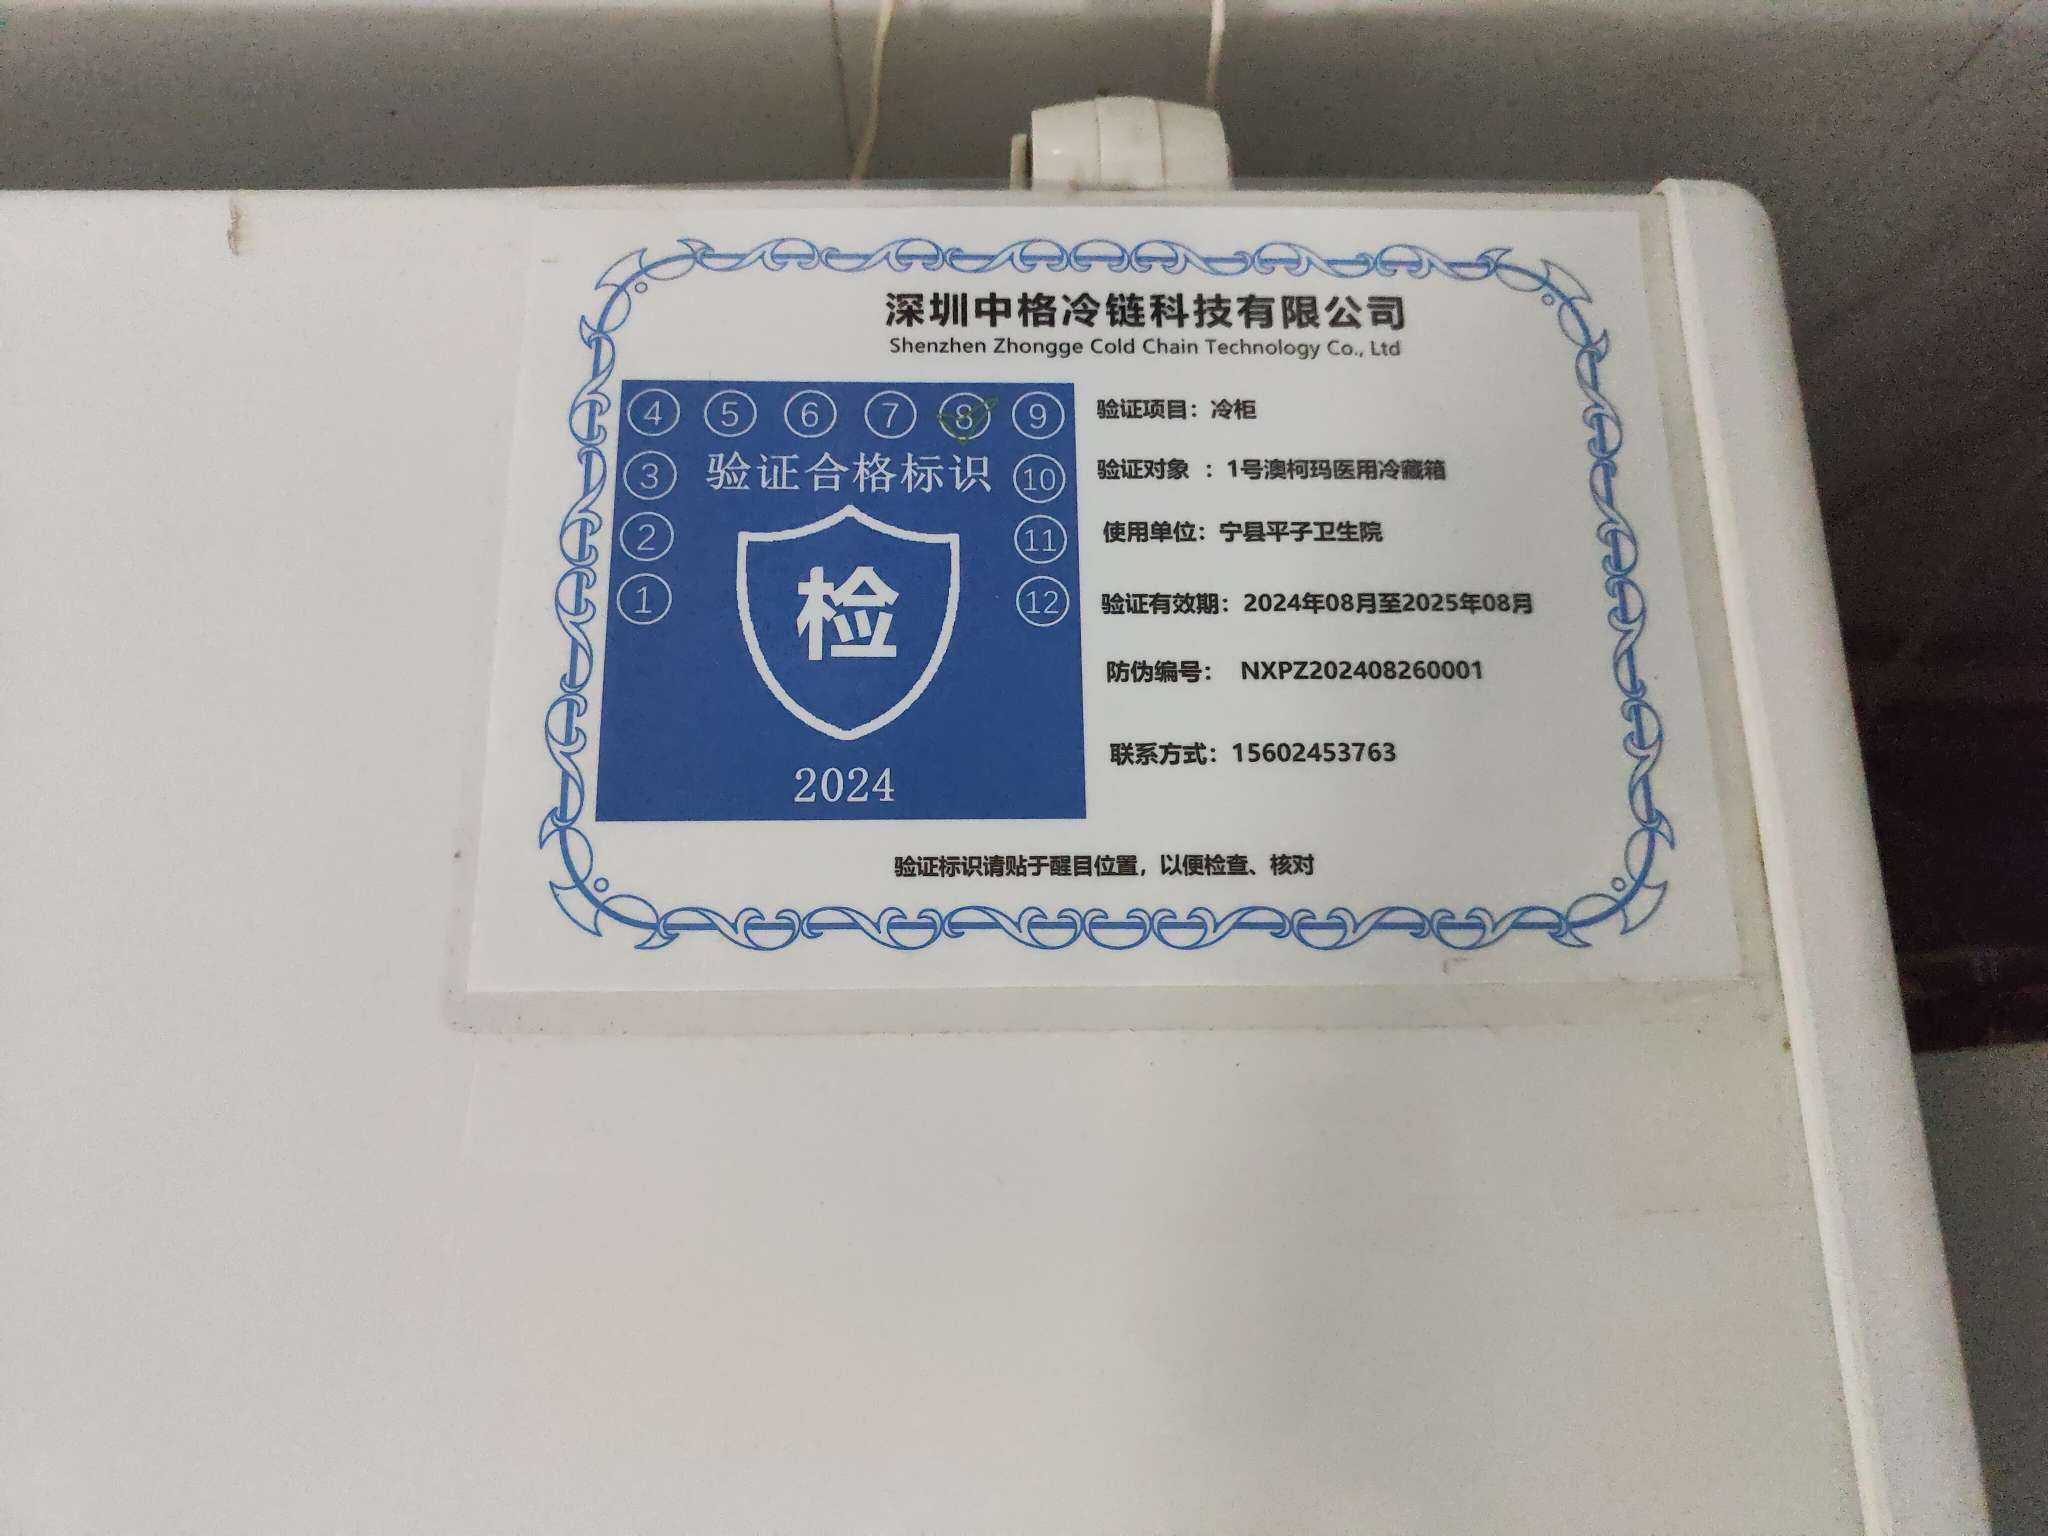 深圳中格冷链科技有限公司
Shenzhen Zhongge Cold Chain Technology Co., Ltd
4 5 6 7 8 9
3 验证合格标识 10
2 11
1 检 12
2024
验证项目：冷柜
验证对象 ：1号澳柯玛医用冷藏箱
使用单位：宁县平子卫生院
验证有效期：2024年08月至2025年08月
防伪编号： NXPZ202408260001
联系方式：15602453763
验证标识请贴于醒目位置，以便检查、核对